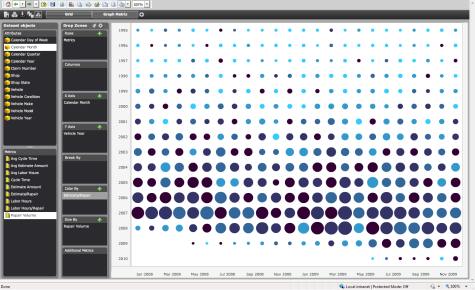 100%
Grid
Graph Matrix
Dataset objects
Drop Zones
Attributes
Calendar Day of Week
Calendar Month
Calendar Quarter
Calendar Year
Claim Number
Shop
Shop State
Vehicle
Vehicle Condition
Vehicle Make
Vehicle Model
Vehicle Year
Metrics
Avg Cycle Time
Avg Estimate Amount
Avg Labor Hours
Cycle Time
Estimate Amount
Estimate/Repair
Labor Hours
Labor Hours/Repair
Repair Volume
Rows
Metrics
Columns
X Axis
Calendar Month
Y Axis
Vehicle Year
Break By
Color By
Estimate/Repair
Size By
Repair Volume
Additional Metrics
1995
1996
1997
1998
1999
2000
2001
2002
2003
2004
2005
2006
2007
2008
2009
2010
Jan 2008
Mar 2008
May 2008
Jul 2008
Sep 2008
Nov 2008
Jan 2009
Mar 2009
May 2009
Jul 2009
Sep 2009
Nov 2009
Done
Local intranet | Protected Mode: Off
100%